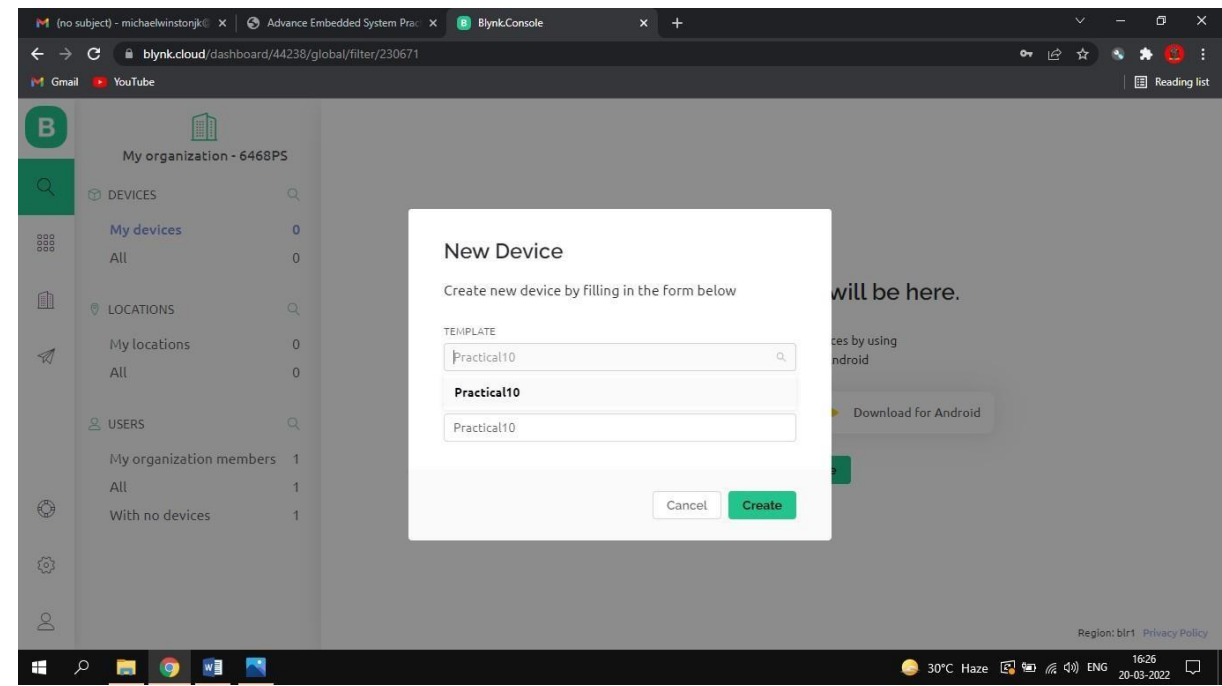 (no subject) - michaelwinstonjk
Advance Embedded System Prac
Blynk.Console
blynk.cloud/dashboard/44238/global/filter/230671
Gmail
YouTube
Reading list
B
My organization - 6468PS
DEVICES
My devices 0
All 0
LOCATIONS
My locations 0
All 0
USERS
My organization members 1
All 1
With no devices 1
New Device
Create new device by filling in the form below
TEMPLATE
Practical10
Practical10
Practical10
Cancel
Create
will be here.
by using
Download for Android
Region: blr1 Privacy Policy
30°C Haze
ENG
16:26
20-03-2022